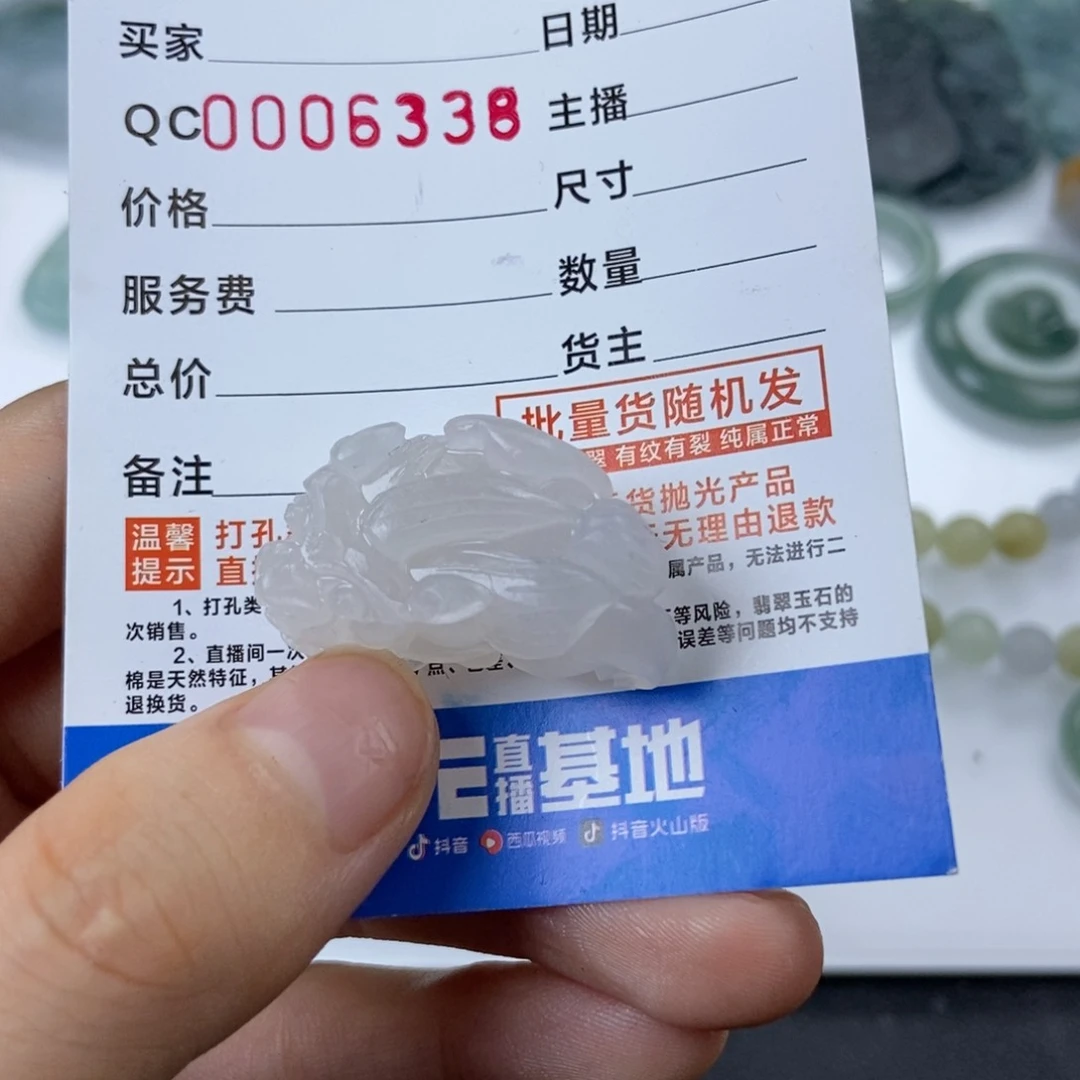 买家 日期
QC0006338 主播
价格 尺寸
服务费 数量
总价 货主
批量货随机发
翠 有纹有裂 纯属正常
备注
货抛光产品
温馨 打孔
无理由退款
提示 直
属产品，无法进行二
1、打孔类 等风险，翡翠玉石的
次销售。 误差等问题均不支持
2、直播间一次
棉是天然特征，
退换货。
直播基地
抖音 西瓜视频 抖音火山版